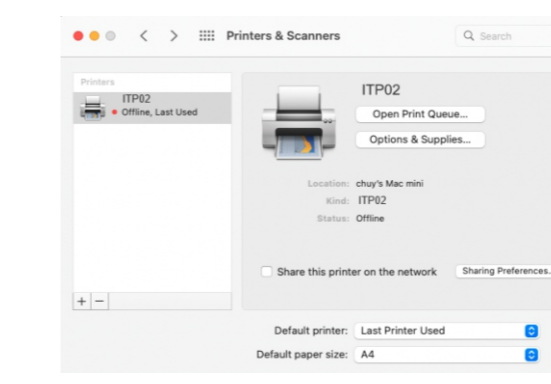 Printers & Scanners
Search
Printers
ITP02
Offline, Last Used
ITP02
Open Print Queue...
Options & Supplies...
Location: chuy's Mac mini
Kind: ITP02
Status: Offline
Share this printer on the network
Sharing Preferences.
+ −
Default printer: Last Printer Used
Default paper size: A4